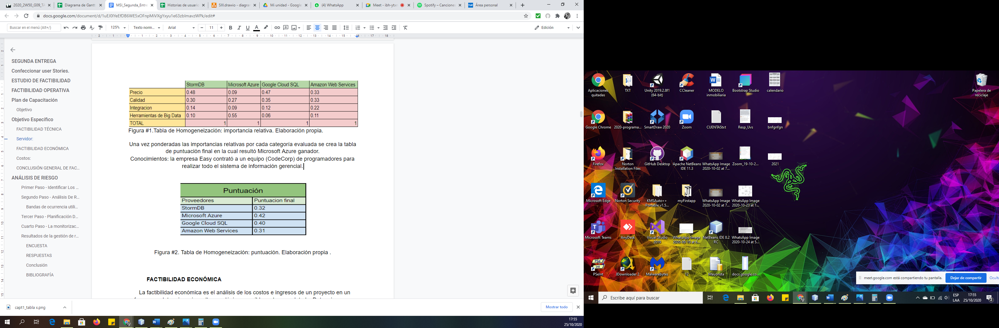 2020_2W50_G09_TA
Diagrama de Gantt
MSI_Segunda_Entre
Historias de usuario
SIII.drawio - diagran
Mi unidad - Google
(4) WhatsApp
Meet - ibh-ytxn
Spotify – Canciones
TUP Área personal
docs.google.com/document/d/1uEJ0lYeEfDB6WE5xOFnpMiVXgYxyu1e63zbImavzWPk/edit#
Buscar en el menú (Alt+/)
125%
Texto norm...
Arial
11
Edición
SEGUNDA ENTREGA
Confeccionar user Stories.
ESTUDIO DE FACTIBILIDAD
FACTIBILIDAD OPERATIVA
Plan de Capacitación
Objetivo
Objetivo Específico
FACTIBILIDAD TÉCNICA
Servidor:
FACTIBILIDAD ECONÓMICA
Costos:
CONCLUSIÓN GENERAL DE FAC...
ANÁLISIS DE RIESGO
Primer Paso - Identificar Los ...
Segundo Paso - Análisis De R...
Bandas de ocurrencia utili...
Tercer Paso - Planificación D...
Cuarto Paso - La monitorizac...
Resultados de la gestión de r...
ENCUESTA
RESPUESTAS
Conclusión
BIBLIOGRAFÍA
StormDB Microsoft Azure Google Cloud SQL Amazon Web Services
Precio 0.48 0.09 0.47 0.33
Calidad 0.30 0.27 0.35 0.33
Integracion 0.14 0.09 0.12 0.22
Herramientas de Big Data 0.10 0.55 0.06 0.11
TOTAL 1 1 1 1
Figura #1.Tabla de Homogeneización: importancia relativa. Elaboración propia.
Una vez ponderadas las importancias relativas por cada categoría evaluada se crea la tabla
de puntuación final en la cual resultó Microsoft Azure ganador.
Conocimientos: la empresa Easy contrató a un equipo (CodeCorp) de programadores para
realizar todo el sistema de información gerencial.
Puntuación
Proveedores Puntuacion final
StormDB 0.32
Microsoft Azure 0.42
Google Cloud SQL 0.40
Amazon Web Services 0.31
Figura #2. Tabla de Homogeneización: puntuación. Elaboración propia .
FACTIBILIDAD ECONÓMICA
La factibilidad económica es el análisis de los costos e ingresos de un proyecto en un
capt1_tabla x.png
Mostrar todo
17:55
25/10/2020
Aplicaciones quitadas
TXT
Unity 2019.2.8f1 (64-bit)
CCleaner
MODELO inmobiliaria
Bootstrap Studio
calendario
Papelera de reciclaje
Google Chrome
2020-programa...
SmartDraw 2020
Zoom
CUENTAStxt
Resp_Uvs
bnfgnfgn
Firefox
Norton Installation Files
GitHub Desktop
Apache NetBeans IDE 11.3
WhatsApp Image 2020-10-02 at 7...
Zoom_19-10-2...
2021
Microsoft Edge
Norton Security
KMSAuto++ Portable v1.5...
myFirstapp
WhatsApp Image 2020-10-02 at 7...
WhatsApp Image 2020-10-23 at 1...
Microsoft Teams
AnyDesk
Visual Studio 2019
WhatsApp Image 2020-09-19 at 6...
NetBeans IDE 8.2 RC
WhatsApp Image 2020-10-24 at 5...
PSeInt
JDownloader 2
Malwarebytes
12
Mayorista
docs.google.co...
meet.google.com está compartiendo tu pantalla.
Dejar de compartir
Oculta
Escribe aquí para buscar
ESP
LAA
17:55
25/10/2020
2